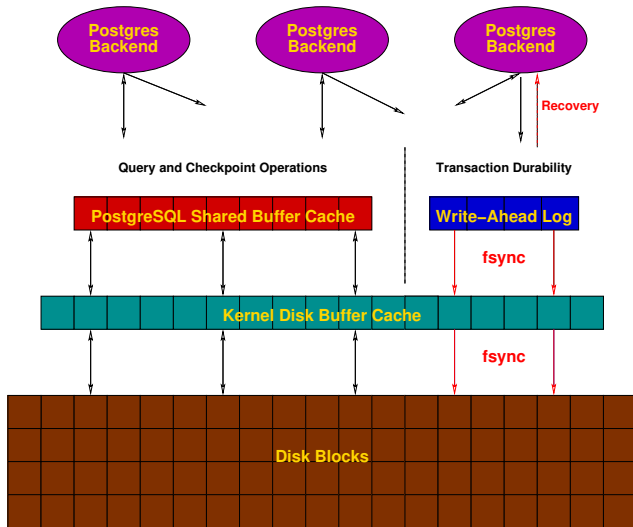 Postgres
Backend
Postgres
Backend
Postgres
Backend
Recovery
Query and Checkpoint Operations
Transaction Durability
PostgreSQL Shared Buffer Cache
Write−Ahead Log
fsync
Kernel Disk Buffer Cache
fsync
Disk Blocks